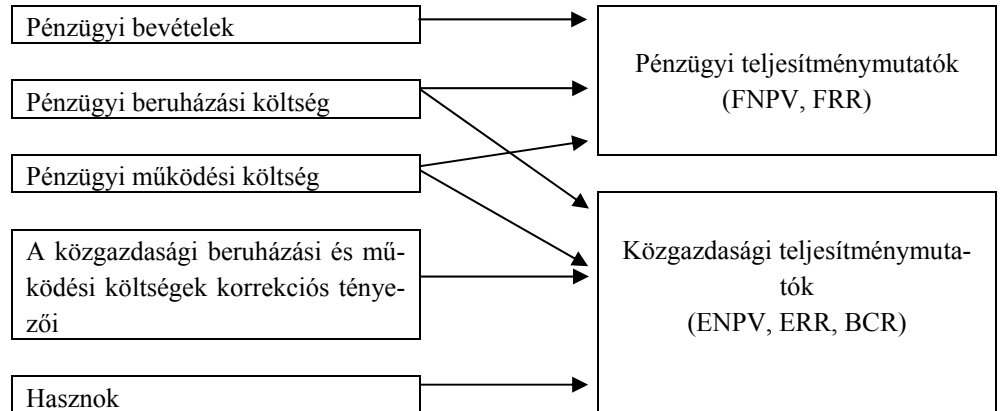 Pénzügyi bevételek
Pénzügyi beruházási költség
Pénzügyi működési költség
A közgazdasági beruházási és mű-
ködési költségek korrekciós ténye-
zői
Hasznok
Pénzügyi teljesítménymutatók
(FNPV, FRR)
Közgazdasági teljesítménymuta-
tók
(ENPV, ERR, BCR)